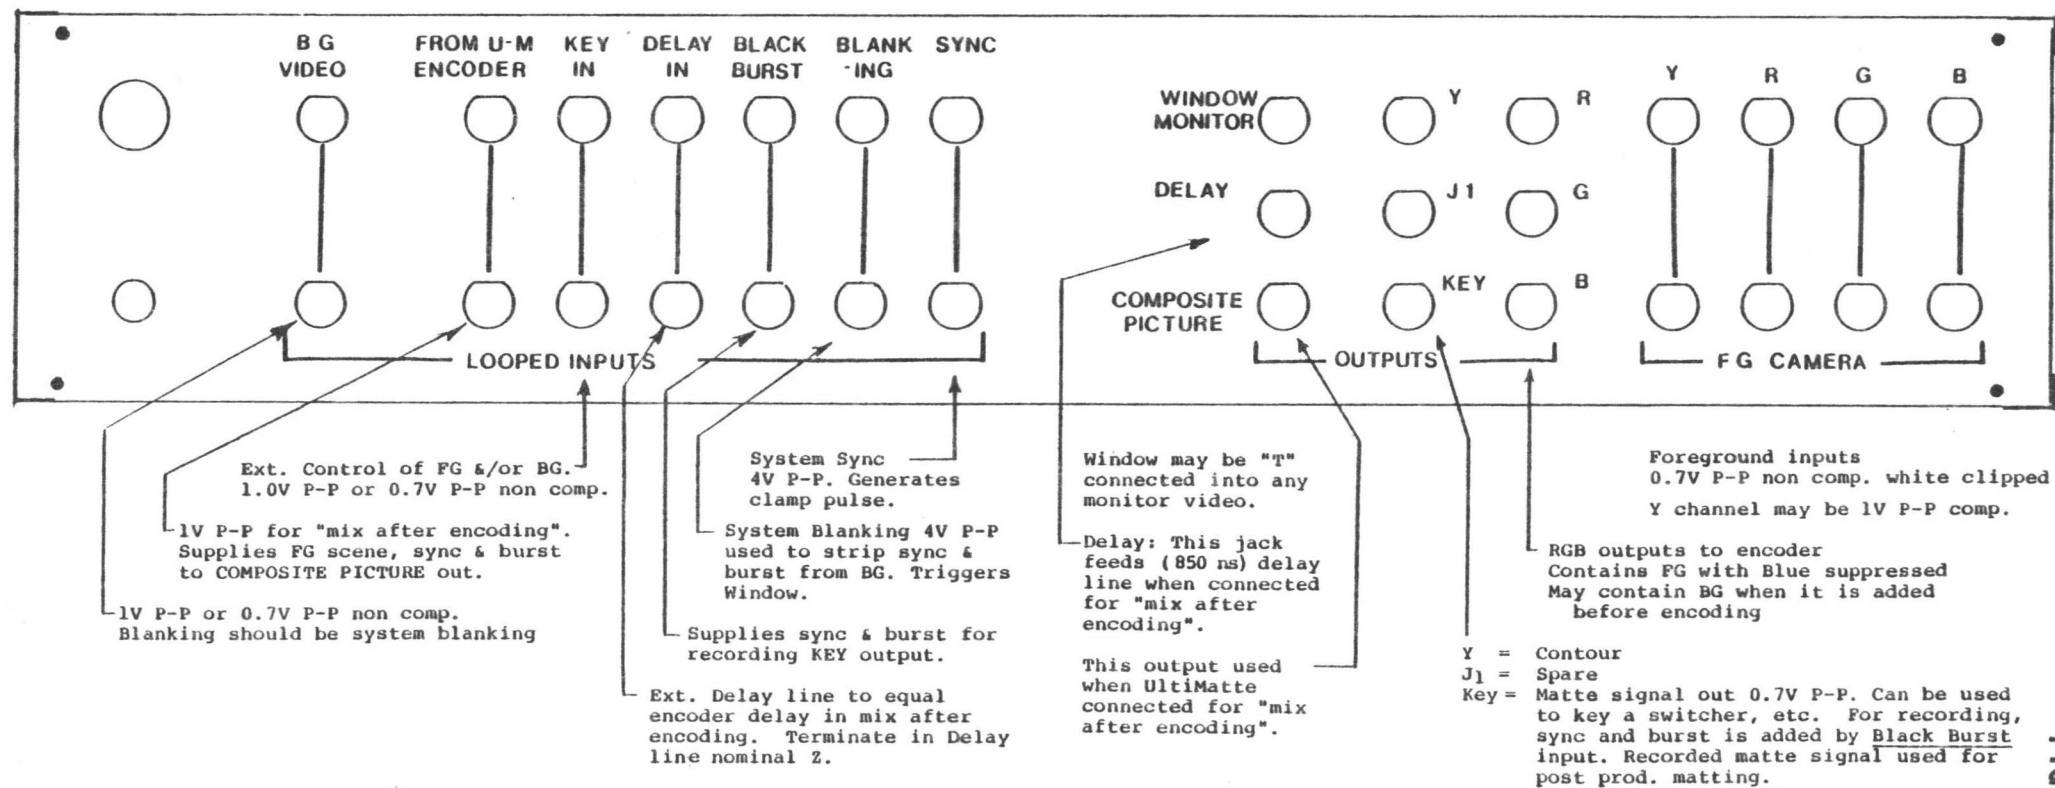 BG VIDEO
FROM U-M ENCODER
KEY IN
DELAY IN
BLACK BURST
BLANK -ING
SYNC
WINDOW MONITOR
Y
R
DELAY
J1
G
COMPOSITE PICTURE
KEY
B
Y
R
G
B
LOOPED INPUTS
OUTPUTS
FG CAMERA
Ext. Control of FG &/or BG.
1.0V P-P or 0.7V P-P non comp.
1V P-P for "mix after encoding".
Supplies FG scene, sync & burst
to COMPOSITE PICTURE out.
1V P-P or 0.7V P-P non comp.
Blanking should be system blanking
System Sync
4V P-P. Generates
clamp pulse.
System Blanking 4V P-P
used to strip sync &
burst from BG. Triggers
Window.
Supplies sync & burst for
recording KEY output.
Ext. Delay line to equal
encoder delay in mix after
encoding. Terminate in Delay
line nominal Z.
Window may be "T"
connected into any
monitor video.
Delay: This jack
feeds (850 ns) delay
line when connected
for "mix after
encoding".
This output used
when UltiMatte
connected for "mix
after encoding".
Foreground inputs
0.7V P-P non comp. white clipped
Y channel may be 1V P-P comp.
RGB outputs to encoder
Contains FG with Blue suppressed
May contain BG when it is added
before encoding
Y = Contour
J1 = Spare
Key = Matte signal out 0.7V P-P. Can be used
to key a switcher, etc. For recording,
sync and burst is added by Black Burst
input. Recorded matte signal used for
post prod. matting.